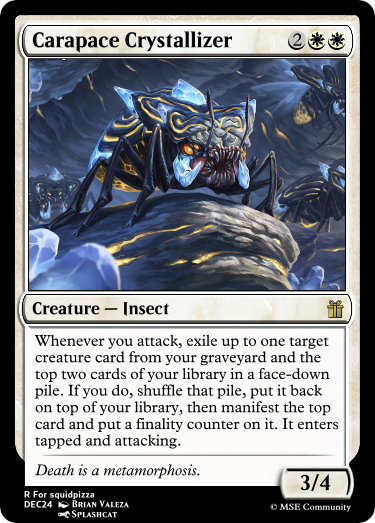 Carapace Crystallizer 2
Creature — Insect
Whenever you attack, exile up to one target
creature card from your graveyard and the
top two cards of your library in a face-down
pile. If you do, shuffle that pile, put it back
on top of your library, then manifest the top
card and put a finality counter on it. It enters
tapped and attacking.
Death is a metamorphosis.
3/4
R For squidpizza
DEC24 Brian Valeza
Splashcat
© MSE Community